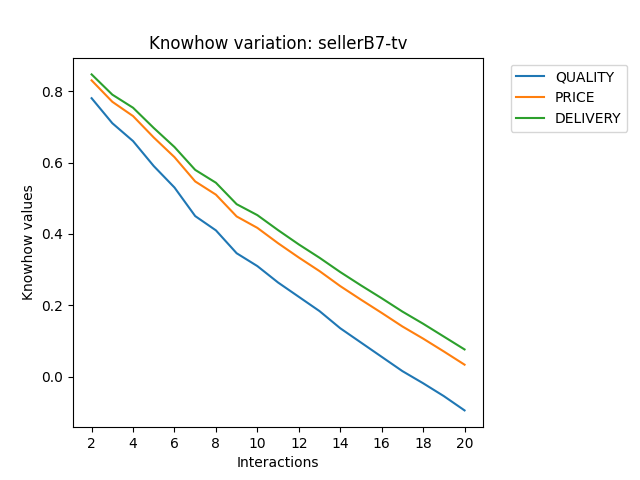 Knowhow variation: sellerB7-tv
QUALITY
PRICE
DELIVERY
Knowhow values
0.8
0.6
0.4
0.2
0.0
2 4 6 8 10 12 14 16 18 20
Interactions